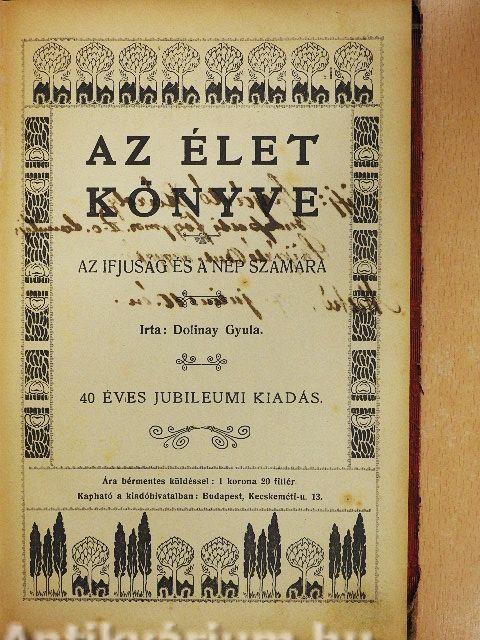 AZ ÉLET
KÖNYVE
AZ IFJUSÁG ÉS A NÉP SZÁMÁRA
Irta: Dolinay Gyula.
40 ÉVES JUBILEUMI KIADÁS.
Ára bérmentes küldéssel: 1 korona 20 fillér.
Kapható a kiadóhivatalban: Budapest, Kecskeméti-u. 13.